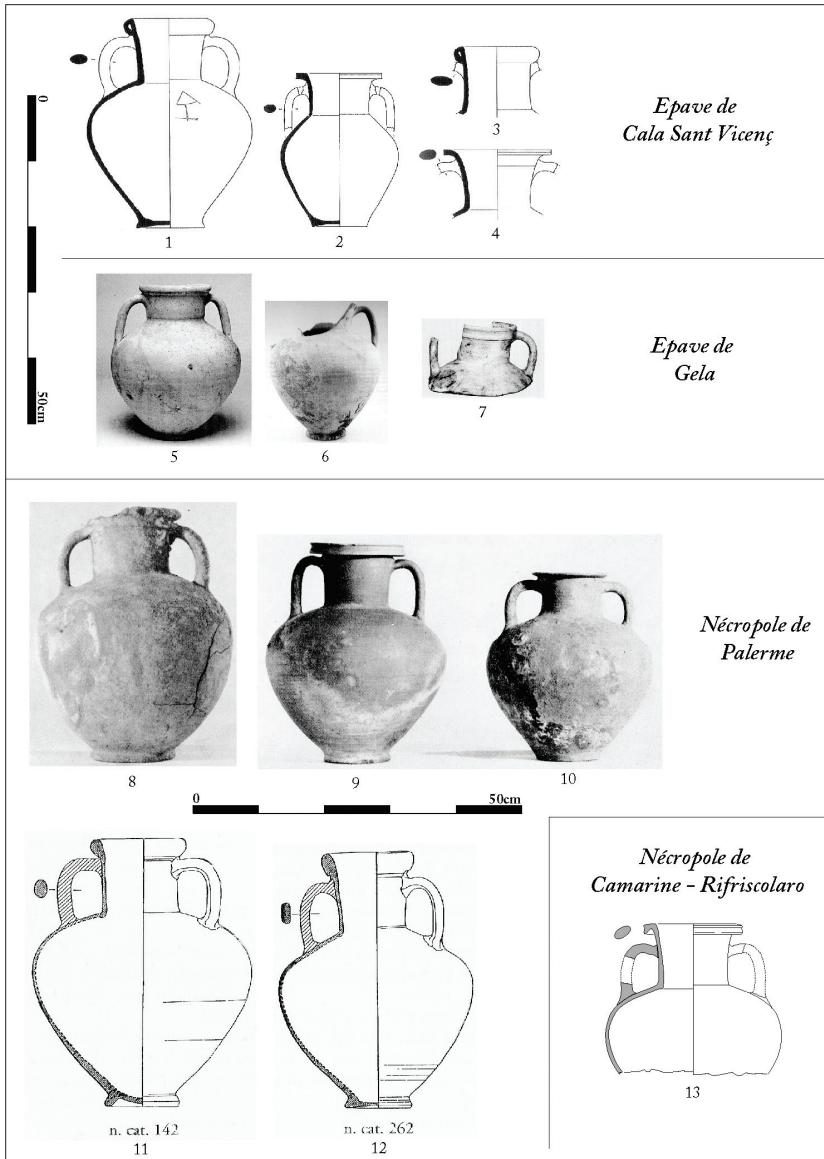 Epave de
Cala Sant Vicenç
0
50cm
1
2
3
4
Epave de
Gela
5
6
7
Nécropole de
Palerme
8
9
10
0
50cm
Nécropole de
Camarine - Rifriscolaro
n. cat. 142
11
n. cat. 262
12
13